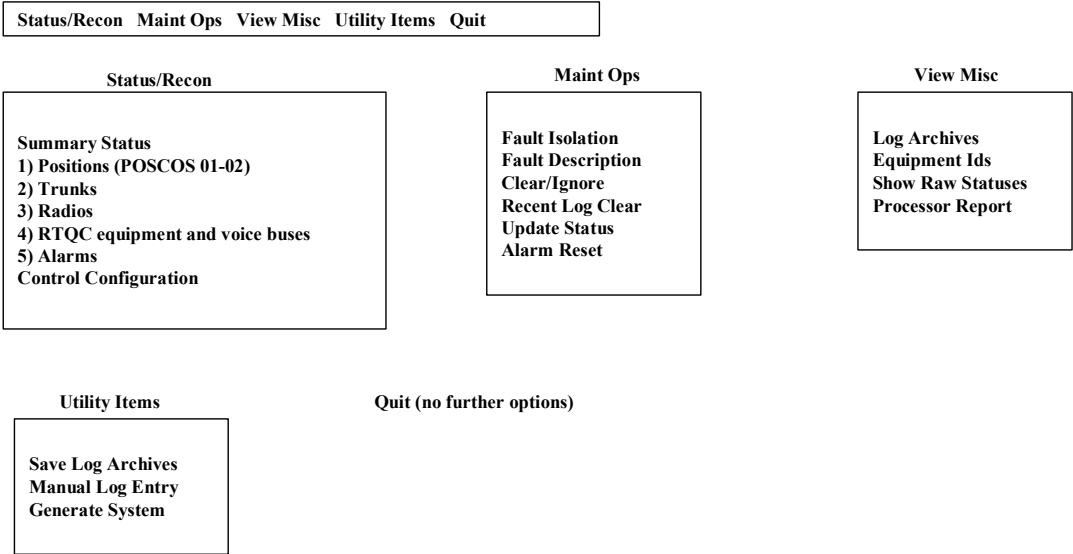 Status/Recon Maint Ops View Misc Utility Items Quit
Status/Recon
Summary Status
1) Positions (POSCOS 01-02)
2) Trunks
3) Radios
4) RTQC equipment and voice buses
5) Alarms
Control Configuration
Maint Ops
Fault Isolation
Fault Description
Clear/Ignore
Recent Log Clear
Update Status
Alarm Reset
View Misc
Log Archives
Equipment Ids
Show Raw Statuses
Processor Report
Utility Items
Save Log Archives
Manual Log Entry
Generate System
Quit (no further options)